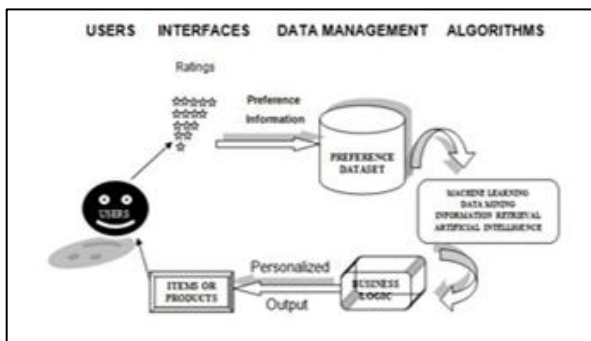 USERS INTERFACES DATA MANAGEMENT ALGORITHMS
Ratings
Preference
Information
PREFERENCE
DATASET
MACHINE LEARNING
DATA MINING
INFORMATION RETRIEVAL
ARTIFICIAL INTELLIGENCE
USERS
ITEMS OR
PRODUCTS
Personalized
Output
BUSINESS
LOGIC